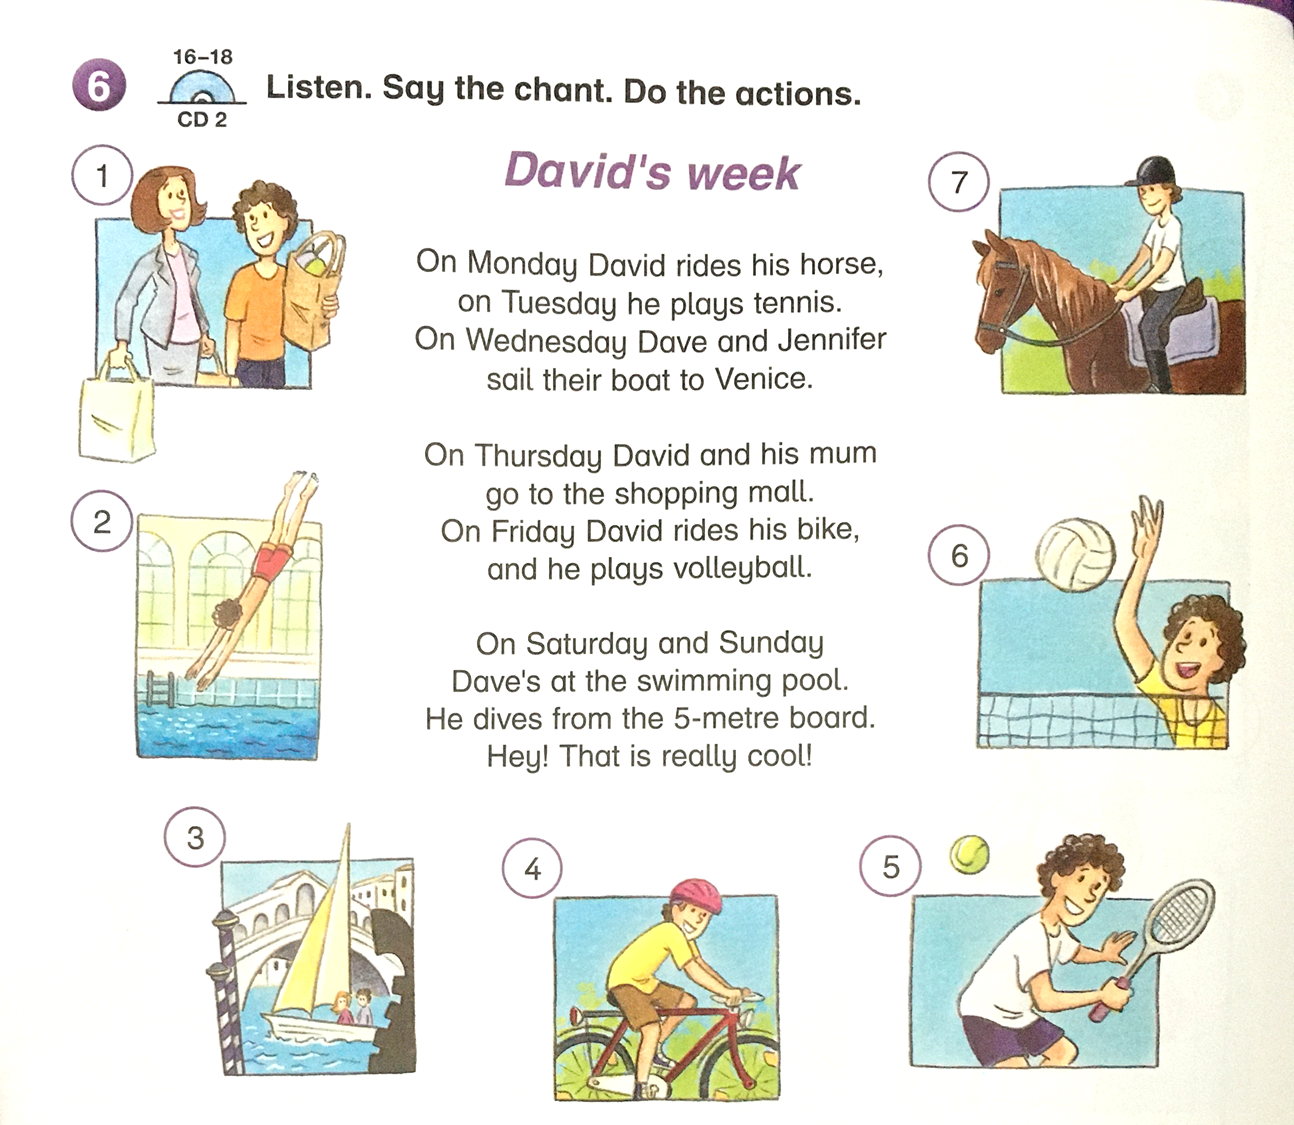 6
16–18
CD 2
Listen. Say the chant. Do the actions.
David's week
1
7
On Monday David rides his horse,
on Tuesday he plays tennis.
On Wednesday Dave and Jennifer
sail their boat to Venice.
On Thursday David and his mum
go to the shopping mall.
On Friday David rides his bike,
and he plays volleyball.
2
6
On Saturday and Sunday
Dave's at the swimming pool.
He dives from the 5-metre board.
Hey! That is really cool!
3
4
5